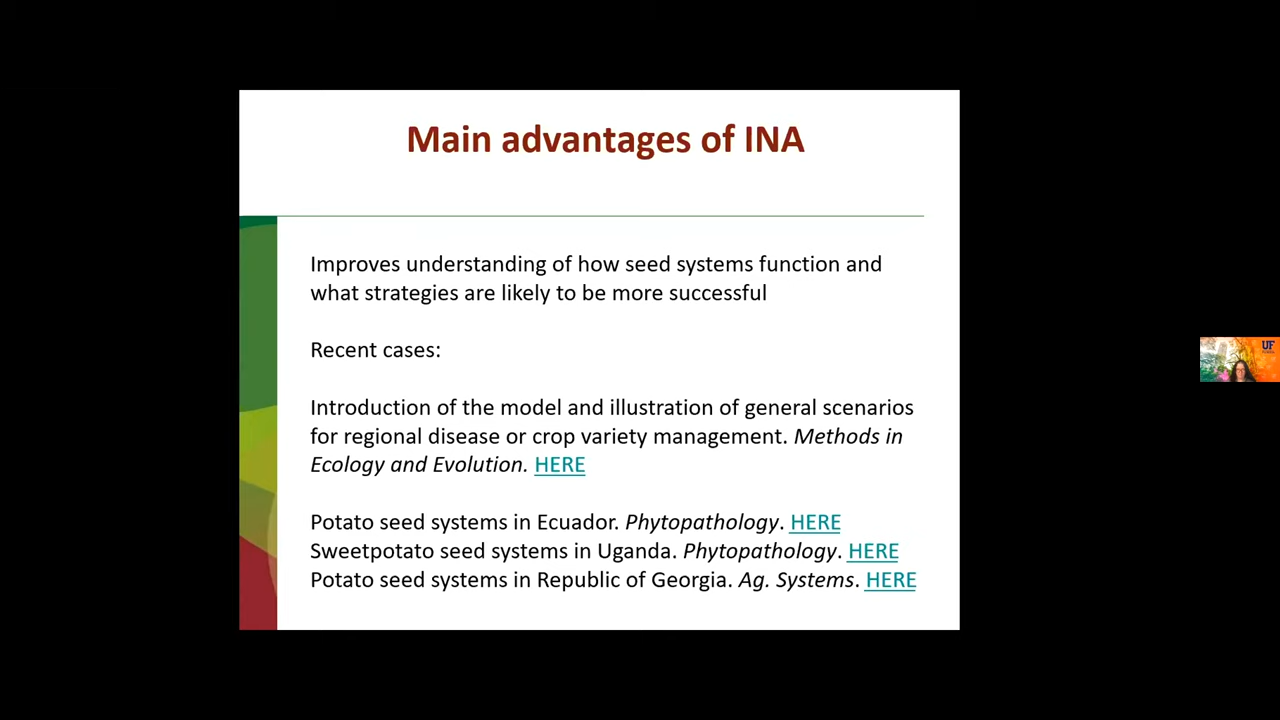 Main advantages of INA
Improves understanding of how seed systems function and
what strategies are likely to be more successful
Recent cases:
Introduction of the model and illustration of general scenarios
for regional disease or crop variety management. Methods in
Ecology and Evolution. HERE
Potato seed systems in Ecuador. Phytopathology. HERE
Sweetpotato seed systems in Uganda. Phytopathology. HERE
Potato seed systems in Republic of Georgia. Ag. Systems. HERE
UF